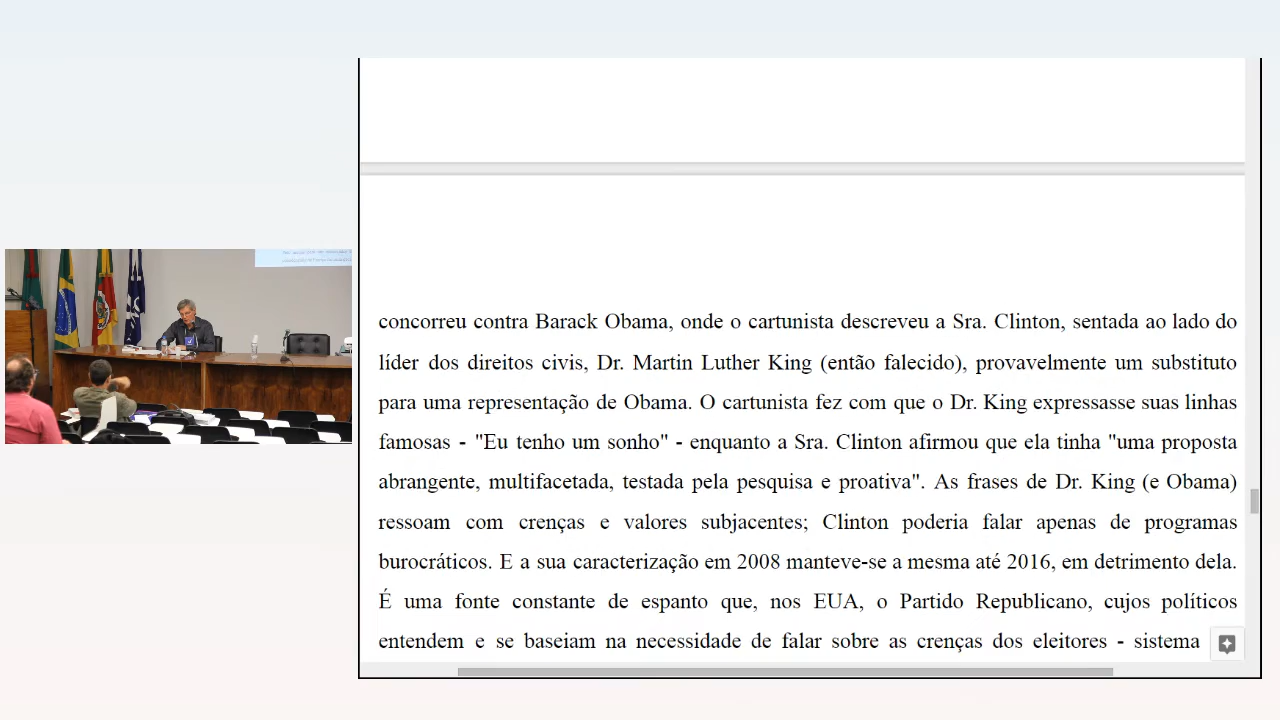 concorreu contra Barack Obama, onde o cartunista descreveu a Sra. Clinton, sentada ao lado do
líder dos direitos civis, Dr. Martin Luther King (então falecido), provavelmente um substituto
para uma representação de Obama. O cartunista fez com que o Dr. King expressasse suas linhas
famosas - "Eu tenho um sonho" - enquanto a Sra. Clinton afirmou que ela tinha "uma proposta
abrangente, multifacetada, testada pela pesquisa e proativa". As frases de Dr. King (e Obama)
ressoam com crenças e valores subjacentes; Clinton poderia falar apenas de programas
burocráticos. E a sua caracterização em 2008 manteve-se a mesma até 2016, em detrimento dela.
É uma fonte constante de espanto que, nos EUA, o Partido Republicano, cujos políticos
entendem e se baseiam na necessidade de falar sobre as crenças dos eleitores - sistema